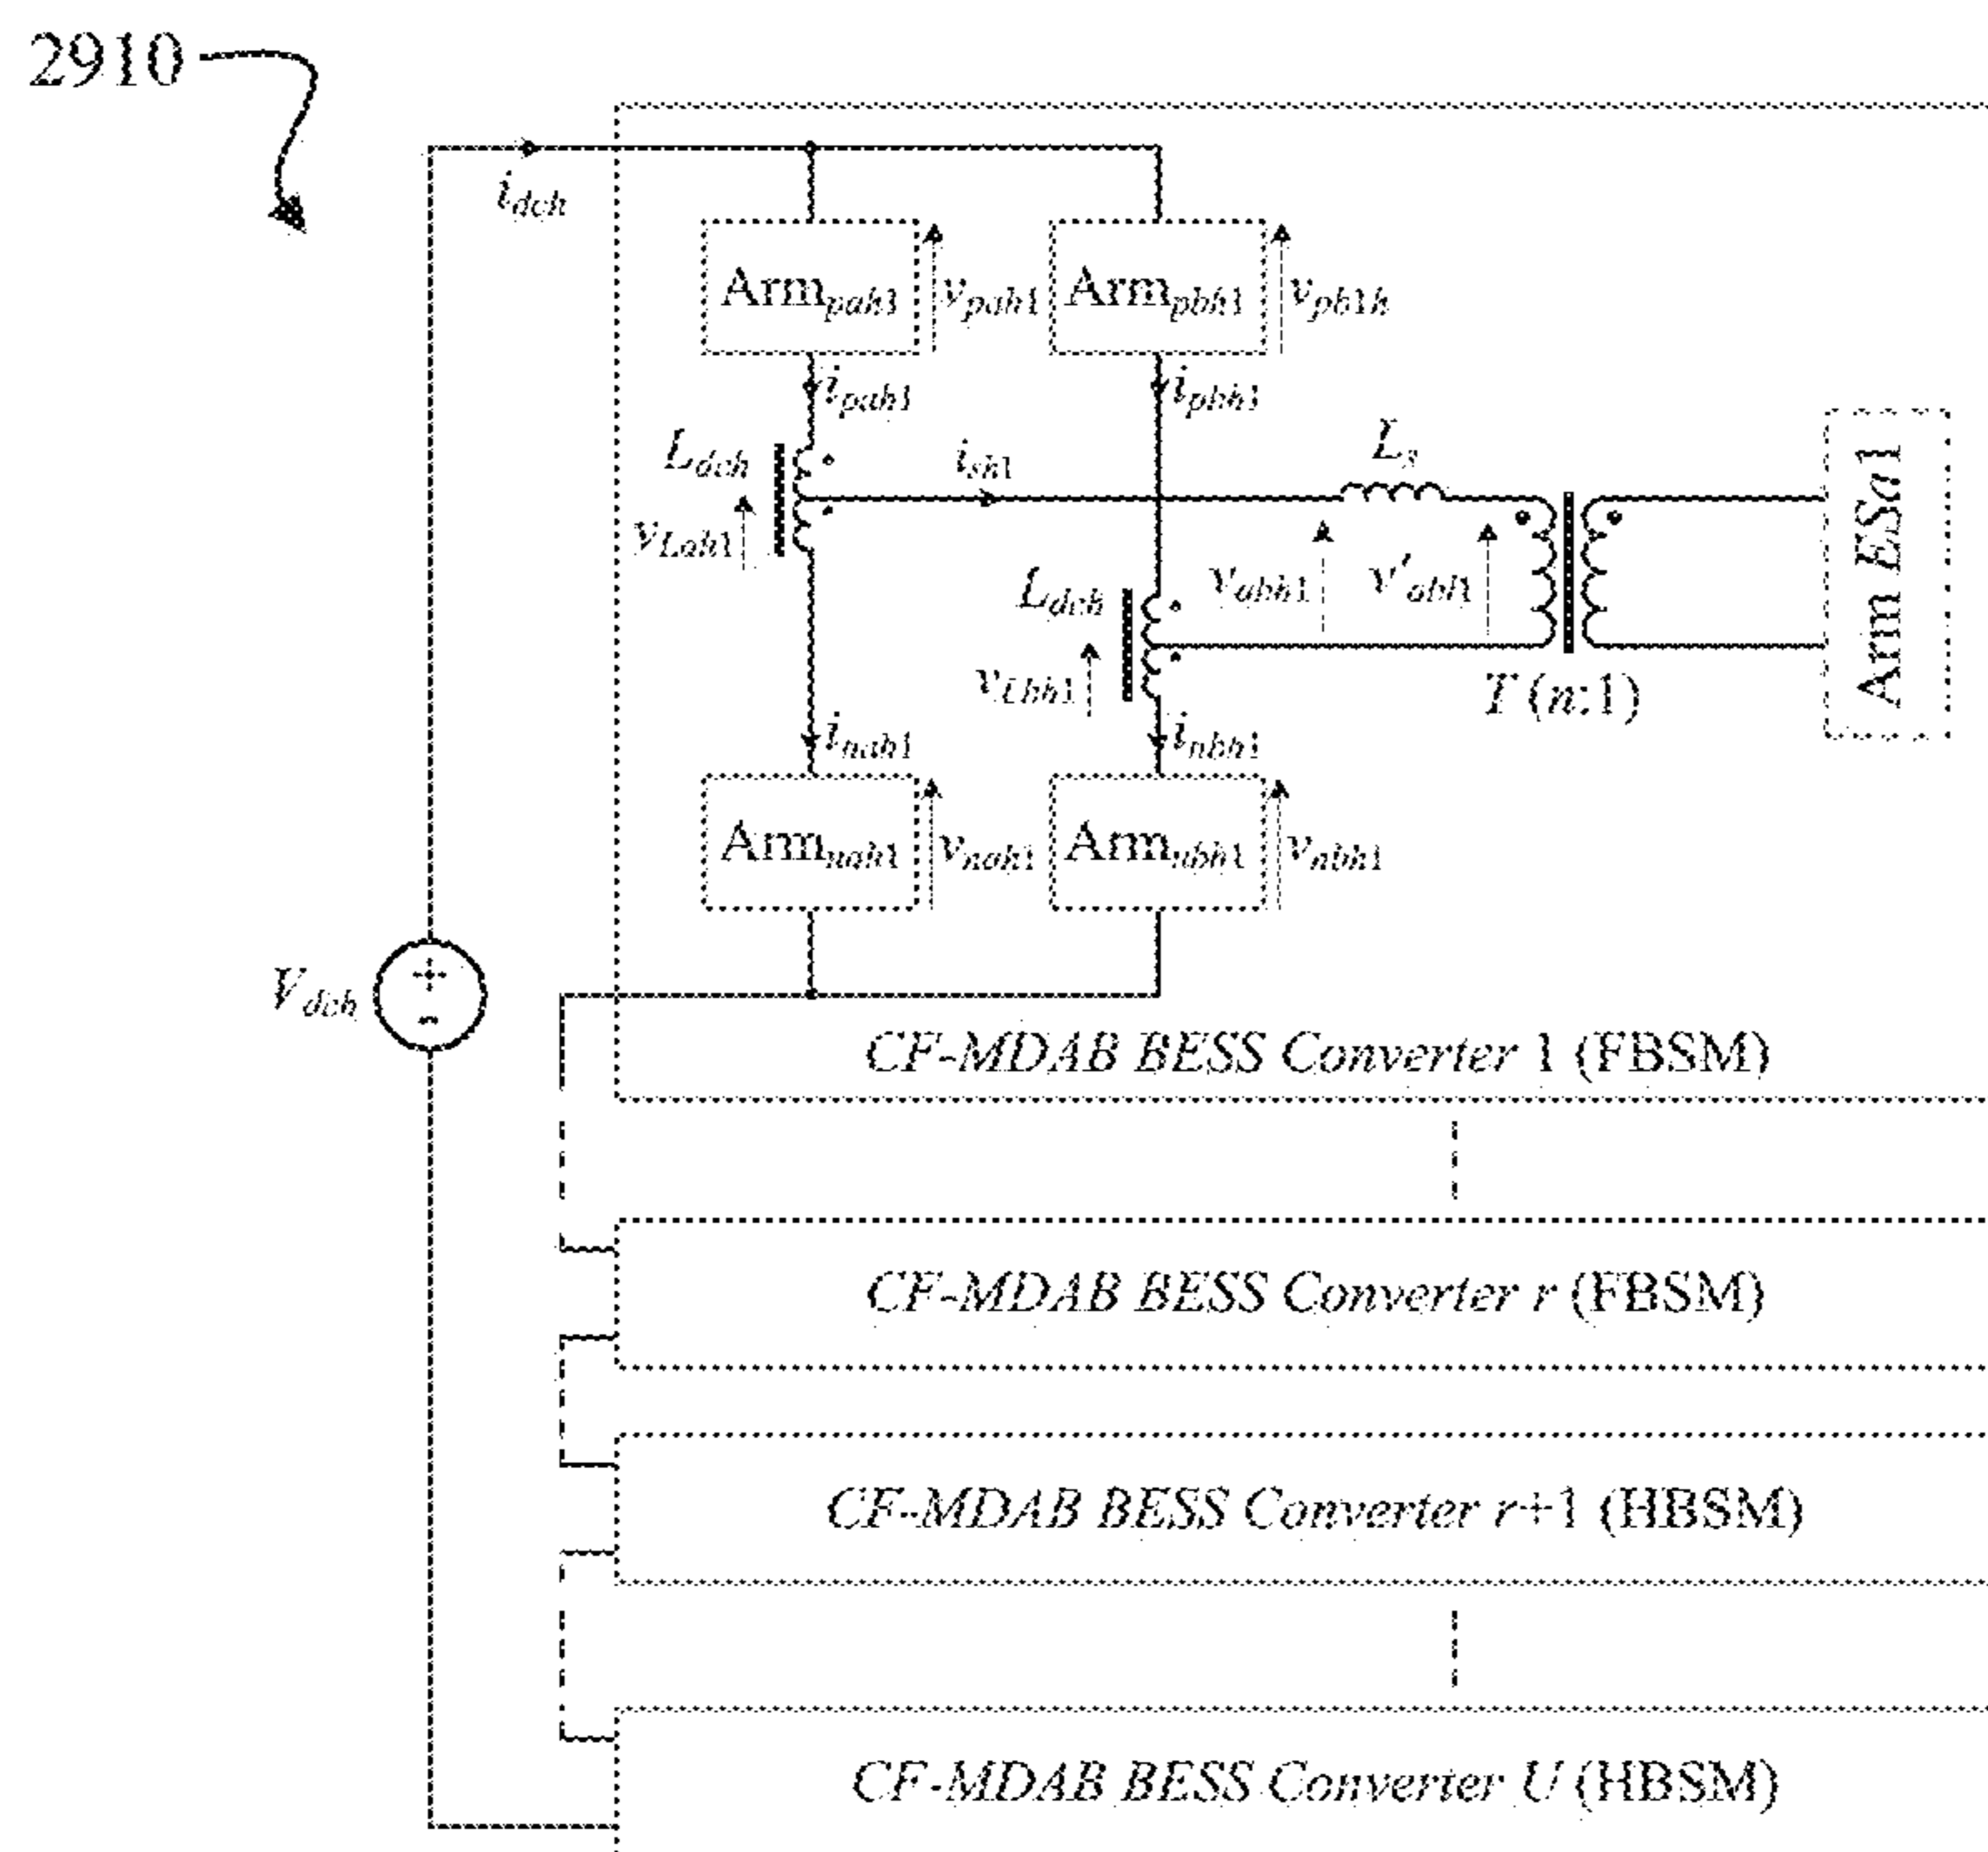 2910
i_dch
Arm_pah1 v_pah1 Arm_pbh1 v_pb1h
i_pah1 i_pbh1
L_dch i_sh1 L_s
v_Lah1
L_dch v_abh1 v'_abl1
v_Lbh1
T (n:1)
Arm ESa1
i_nah1 i_nbh1
Arm_nah1 v_nah1 Arm_nbh1 v_nbh1
V_dch
+
-
CF-MDAB BESS Converter 1 (FBSM)
CF-MDAB BESS Converter r (FBSM)
CF-MDAB BESS Converter r+1 (HBSM)
CF-MDAB BESS Converter U (HBSM)